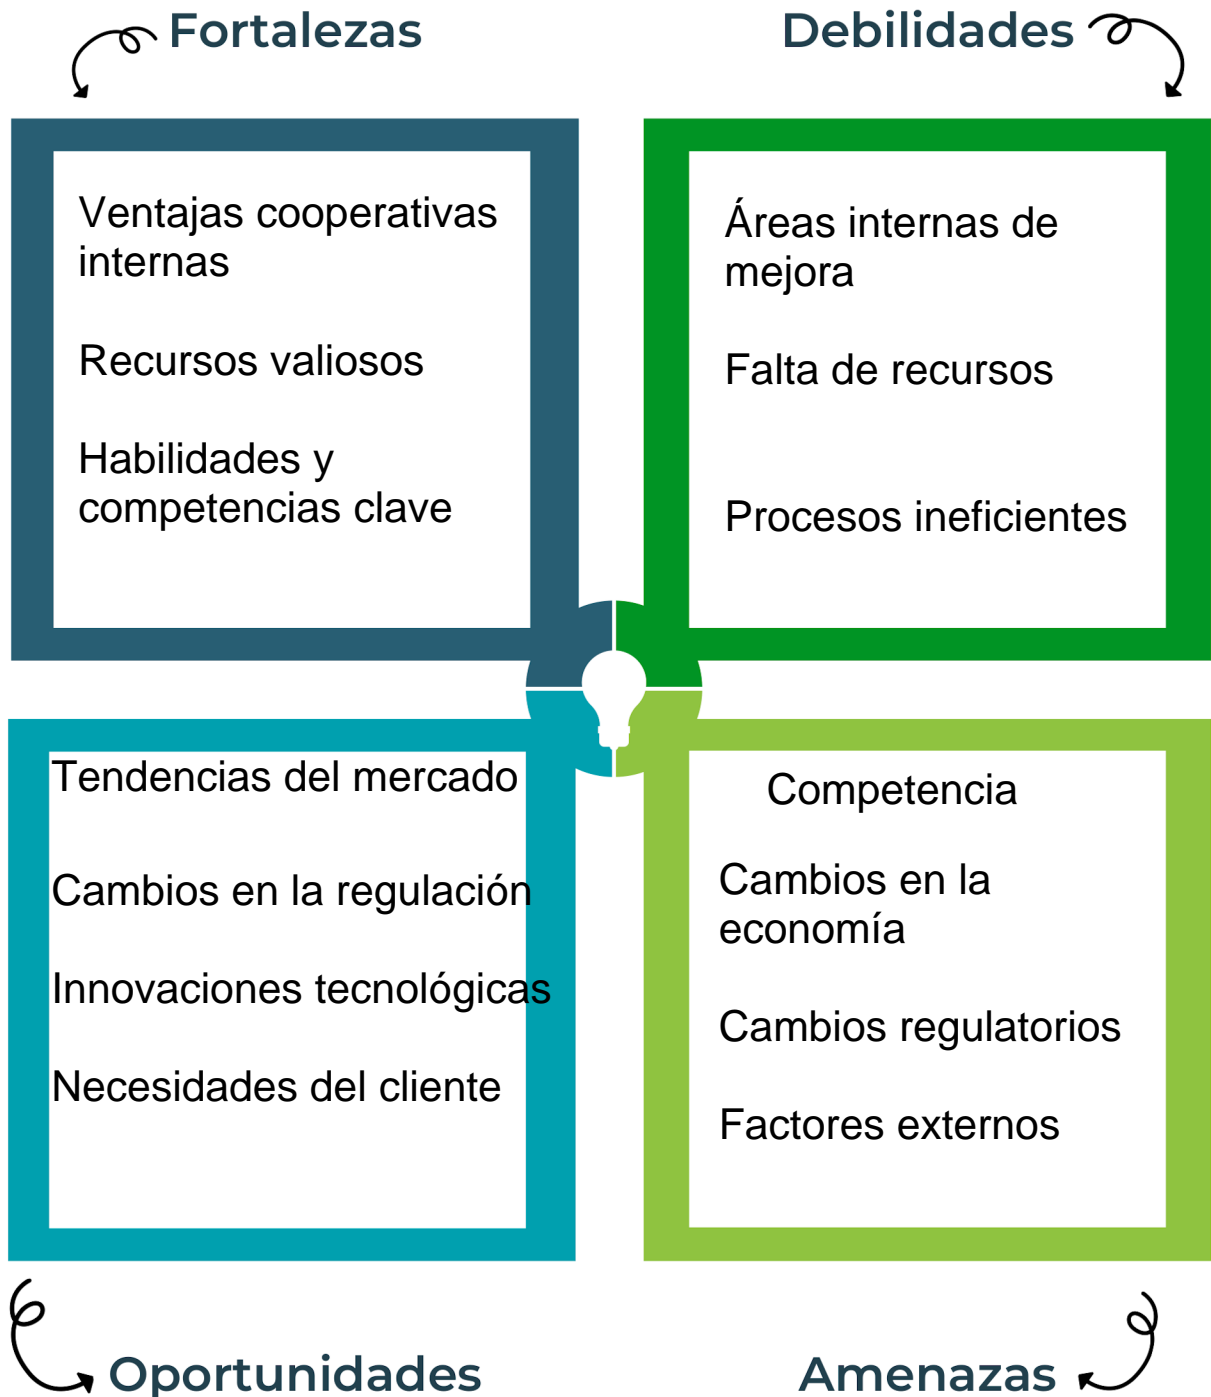 Fortalezas
Ventajas cooperativas
internas
Recursos valiosos
Habilidades y
competencias clave
Debilidades
Áreas internas de
mejora
Falta de recursos
Procesos ineficientes
Tendencias del mercado
Cambios en la regulación
Innovaciones tecnológicas
Necesidades del cliente
Oportunidades
Competencia
Cambios en la
economía
Cambios regulatorios
Factores externos
Amenazas